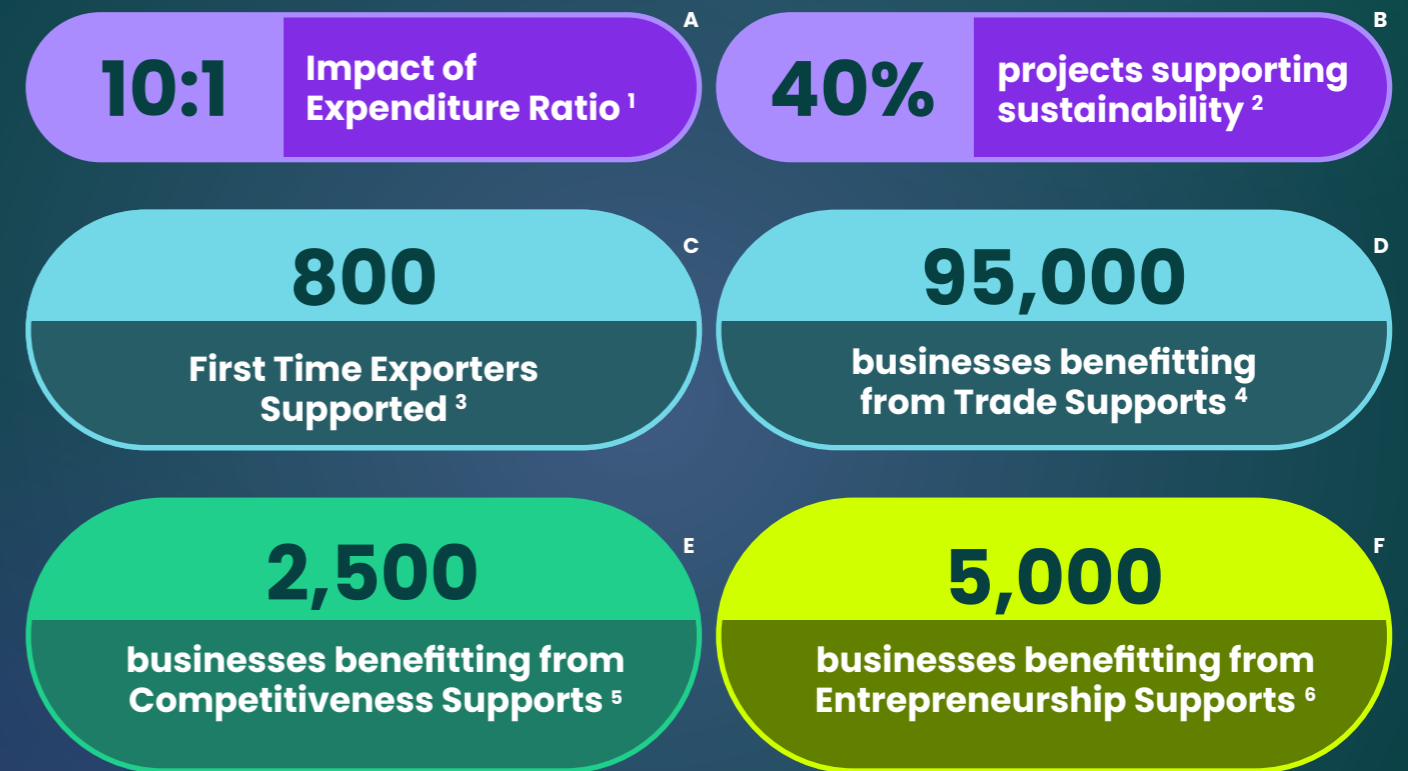 A
10:1
Impact of
Expenditure Ratio ¹
B
40%
projects supporting
sustainability ²
C
800
First Time Exporters
Supported ³
D
95,000
businesses benefitting
from Trade Supports ⁴
E
2,500
businesses benefitting from
Competitiveness Supports ⁵
F
5,000
businesses benefitting from
Entrepreneurship Supports ⁶